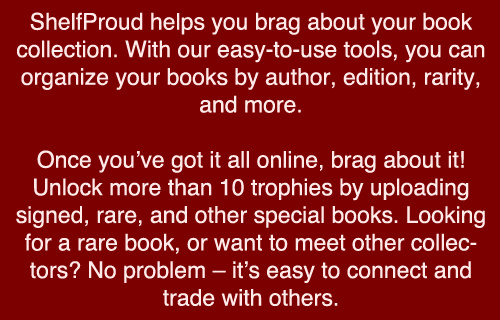 ShelfProud helps you brag about your book
collection. With our easy-to-use tools, you can
organize your books by author, edition, rarity,
and more.
Once you’ve got it all online, brag about it!
Unlock more than 10 trophies by uploading
signed, rare, and other special books. Looking
for a rare book, or want to meet other collec-
tors? No problem – it’s easy to connect and
trade with others.